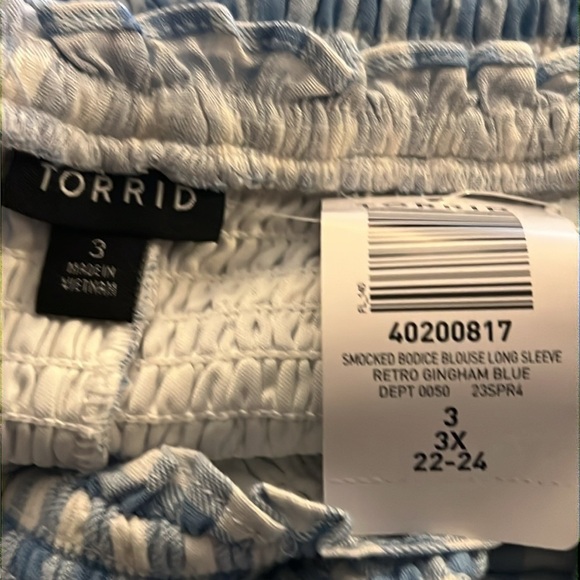 TORRID
3
MADE IN
VIETNAM
40200817
SMOCKED BODICE BLOUSE LONG SLEEVE
RETRO GINGHAM BLUE
DEPT 0050 23SPR4
3
3X
22-24